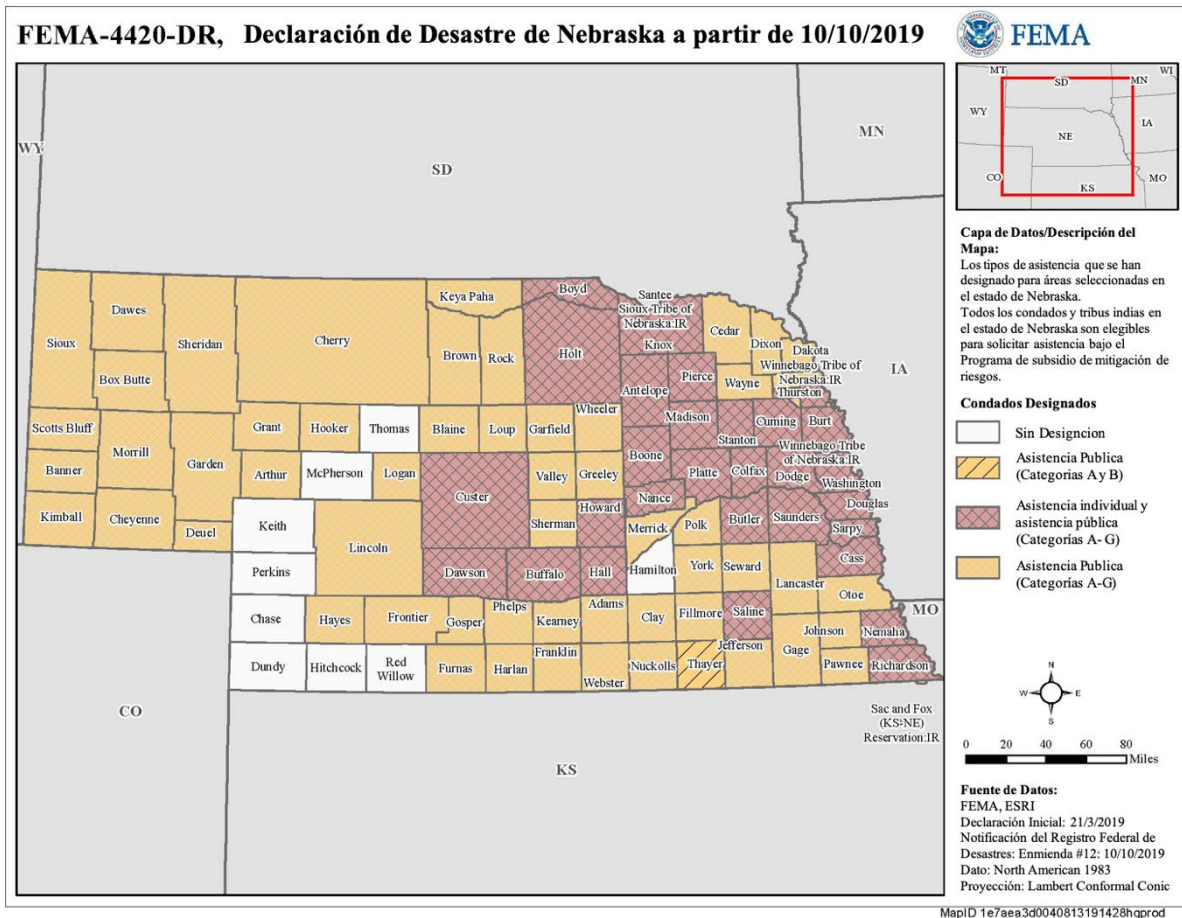 FEMA-4420-DR, Declaración de Desastre de Nebraska a partir de 10/10/2019
FEMA
MT
SD
MN
WI
WY
IA
NE
CO
KS
MO
WY
SD
MN
IA
MO
CO
KS
Sioux
Dawes
Box Butte
Sheridan
Cherry
Keya Paha
Brown
Rock
Boyd
Holt
Santee
Sioux Tribe of
Nebraska:IR
Knox
Cedar
Dixon
Dakota
Winnebago Tribe of
Nebraska:IR
Thurston
Antelope
Pierce
Wayne
Scotts Bluff
Banner
Kimball
Morrill
Cheyenne
Garden
Deuel
Grant
Hooker
Thomas
Blaine
Loup
Garfield
Wheeler
Arthur
McPherson
Logan
Custer
Valley
Greeley
Boone
Madison
Stanton
Cuming
Burt
Winnebago Tribe
of Nebraska:IR
Platte
Colfax
Dodge
Washington
Nance
Douglas
Keith
Lincoln
Sherman
Howard
Merrick
Polk
Butler
Saunders
Sarpy
Cass
Perkins
Dawson
Buffalo
Hall
Hamilton
York
Seward
Lancaster
Otoe
Chase
Hayes
Frontier
Gosper
Phelps
Kearney
Adams
Clay
Fillmore
Saline
Johnson
Nemaha
Dundy
Hitchcock
Red
Willow
Furnas
Harlan
Franklin
Webster
Nuckolls
Thayer
Jefferson
Gage
Pawnee
Richardson
Sac and Fox
(KS-NE)
Reservation:IR
Capa de Datos/Descripción del
Mapa:
Los tipos de asistencia que se han
designado para áreas seleccionadas en
el estado de Nebraska.
Todos los condados y tribus indias en
el estado de Nebraska son elegibles
para solicitar asistencia bajo el
Programa de subsidio de mitigación de
riesgos.
Condados Designados
Sin Designcion
Asistencia Publica
(Categorias A y B)
Asistencia individual y
asistencia pública
(Categorías A- G)
Asistencia Publica
(Categorías A-G)
N
W
E
S
0 20 40 60 80
Miles
Fuente de Datos:
FEMA, ESRI
Declaración Inicial: 21/3/2019
Notificación del Registro Federal de
Desastres: Enmienda #12: 10/10/2019
Dato: North American 1983
Proyección: Lambert Conformal Conic
MapID 1e7aea3d0040813191428hqprod